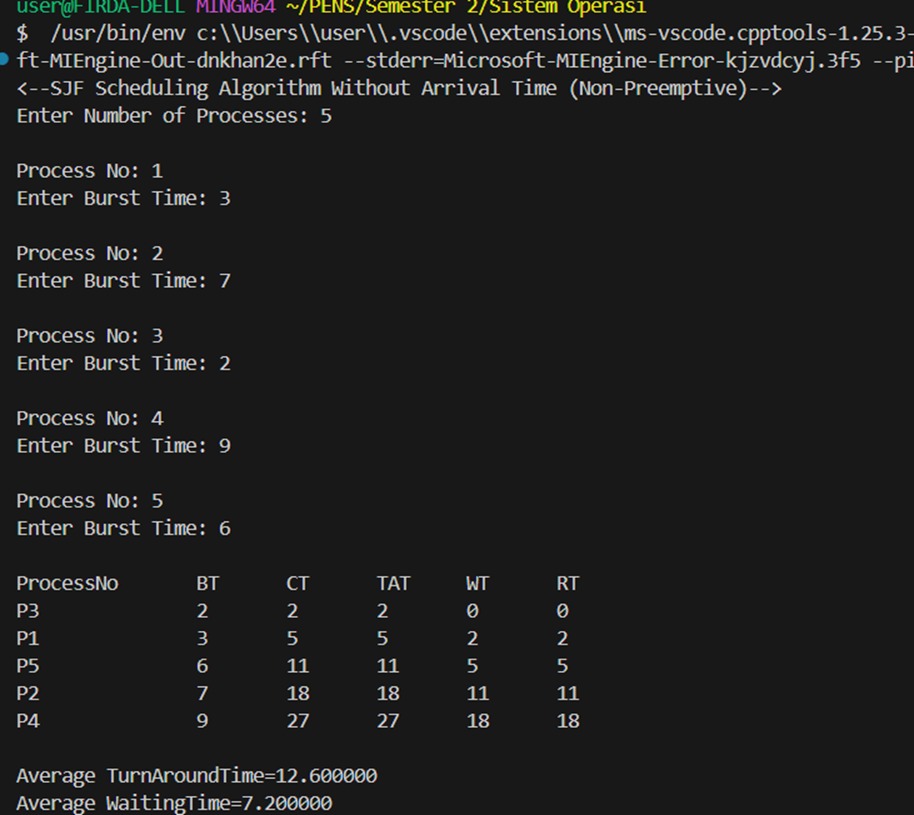 user@FIRDA-DELL MINGW64 ~/PENS/Semester 2/Sistem Operasi
$ /usr/bin/env c:\\Users\\user\\.vscode\\extensions\\ms-vscode.cpptools-1.25.3-
ft-MIEngine-Out-dnkhan2e.rft --stderr=Microsoft-MIEngine-Error-kjzvdcyj.3f5 --pi
<--SJF Scheduling Algorithm Without Arrival Time (Non-Preemptive)-->
Enter Number of Processes: 5
Process No: 1
Enter Burst Time: 3
Process No: 2
Enter Burst Time: 7
Process No: 3
Enter Burst Time: 2
Process No: 4
Enter Burst Time: 9
Process No: 5
Enter Burst Time: 6
ProcessNo BT CT TAT WT RT
P3 2 2 2 0 0
P1 3 5 5 2 2
P5 6 11 11 5 5
P2 7 18 18 11 11
P4 9 27 27 18 18
Average TurnAroundTime=12.600000
Average WaitingTime=7.200000